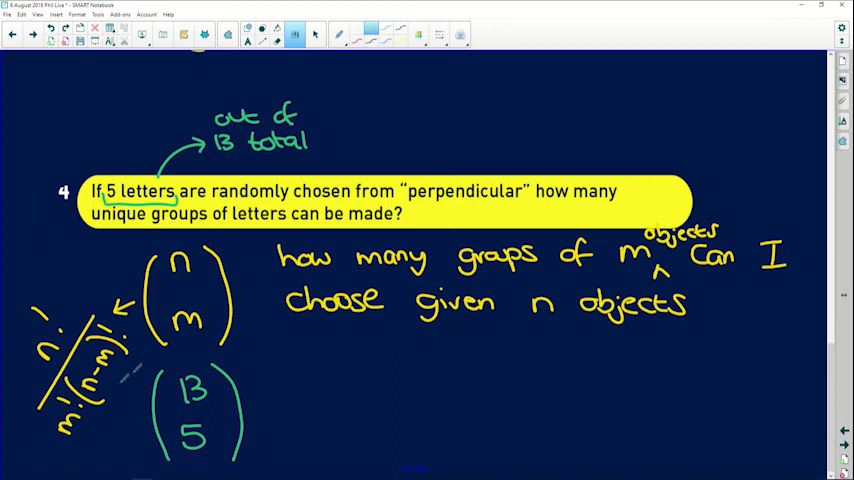 6 August 2019 Phil Live * - SMART Notebook
File Edit View Insert Format Tools Add-ons Account Help
out of
13 total
4 If 5 letters are randomly chosen from “perpendicular” how many
unique groups of letters can be made?
( n m ) how many groups of m objects ^ can I
choose given n objects
n! / m!(n-m)!
( 13 5 )